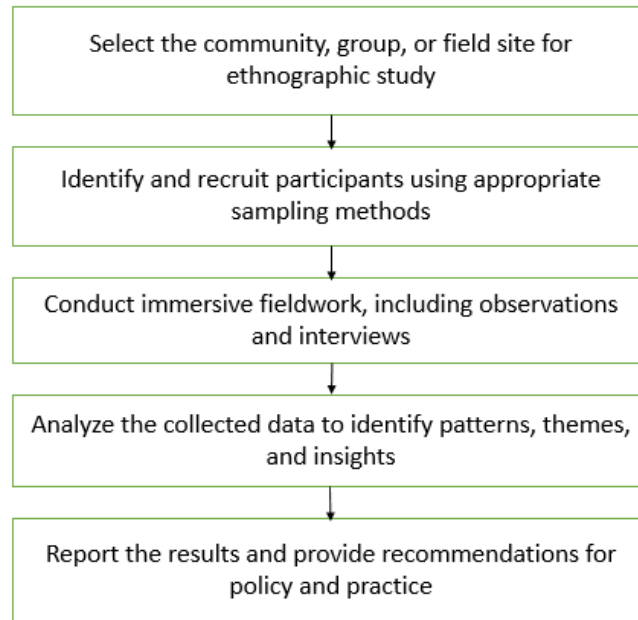 Select the community, group, or field site for
ethnographic study
Identify and recruit participants using appropriate
sampling methods
Conduct immersive fieldwork, including observations
and interviews
Analyze the collected data to identify patterns, themes,
and insights
Report the results and provide recommendations for
policy and practice